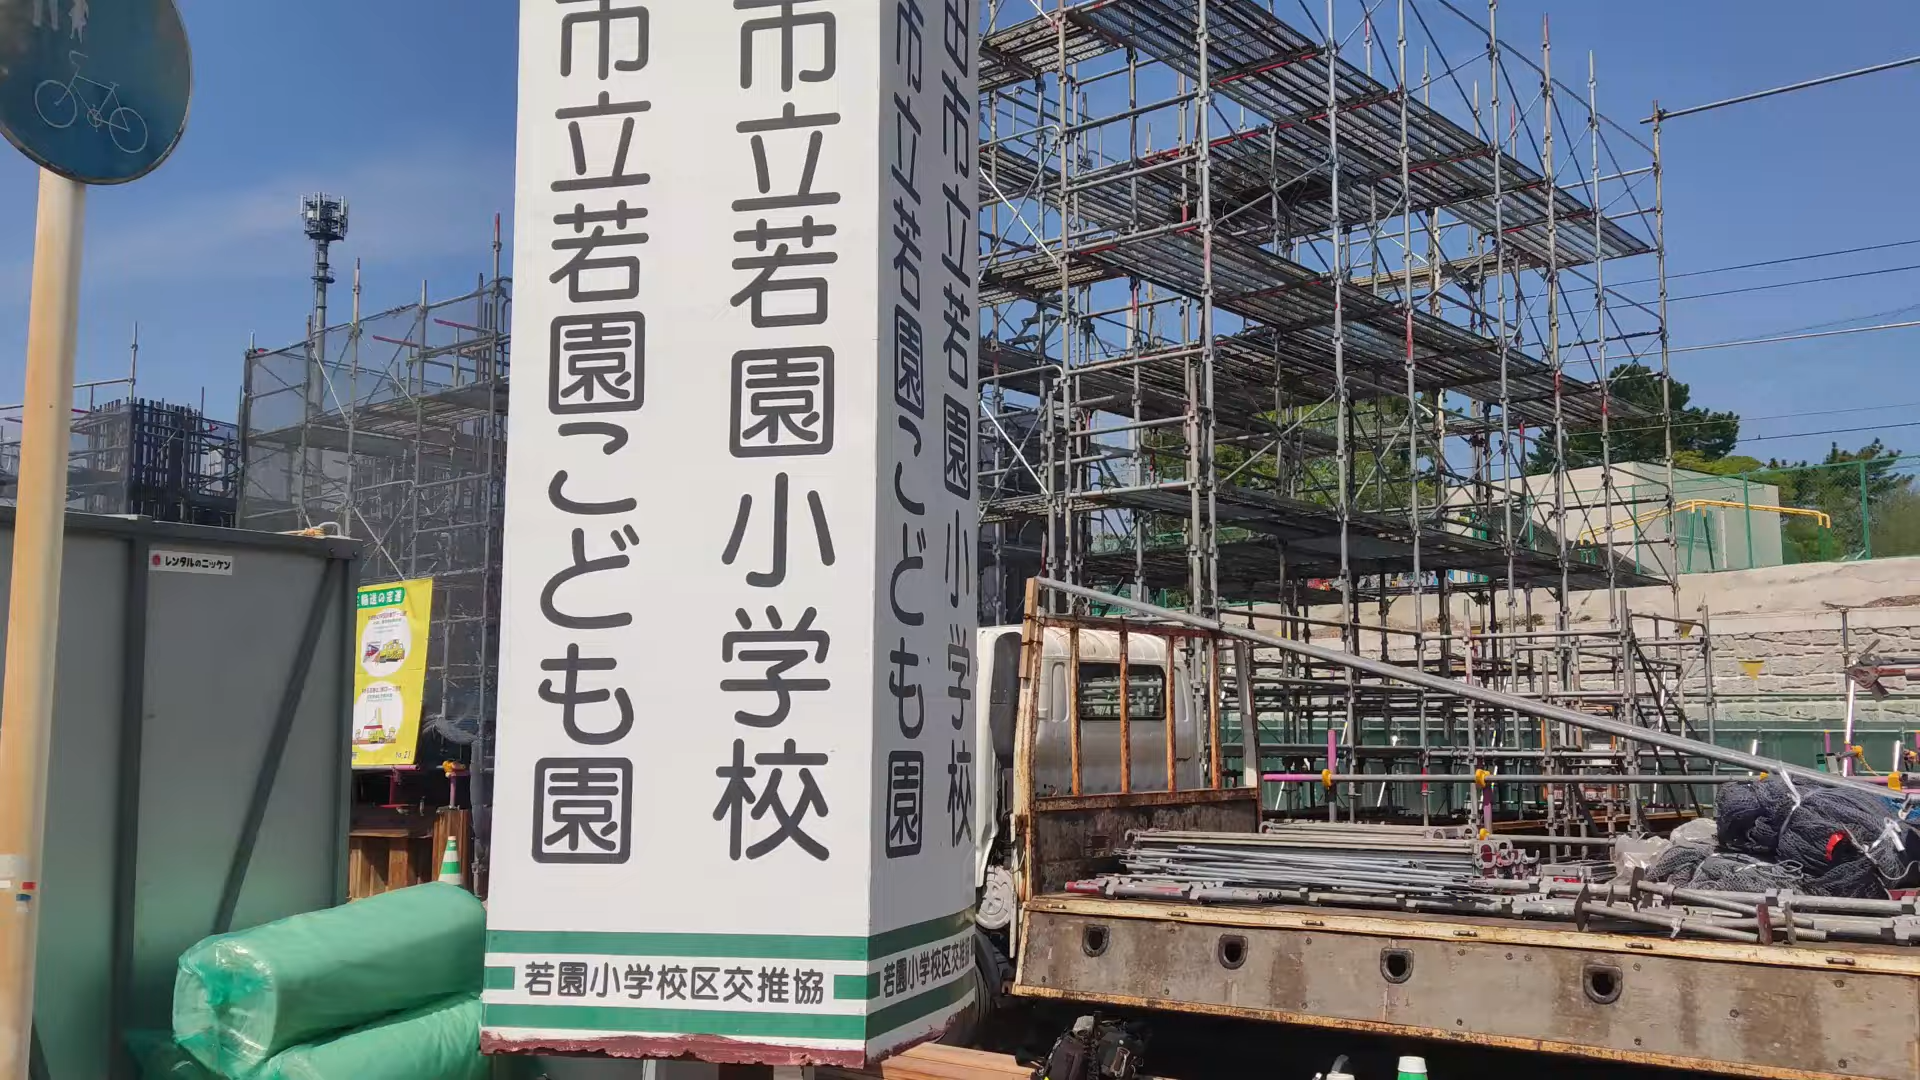 市立若園小学校
市立若園こども園
若園小学校区交推協
田市立若園小学校
市立若園こども園
若園小学校区交推協
レンタルのニッケン